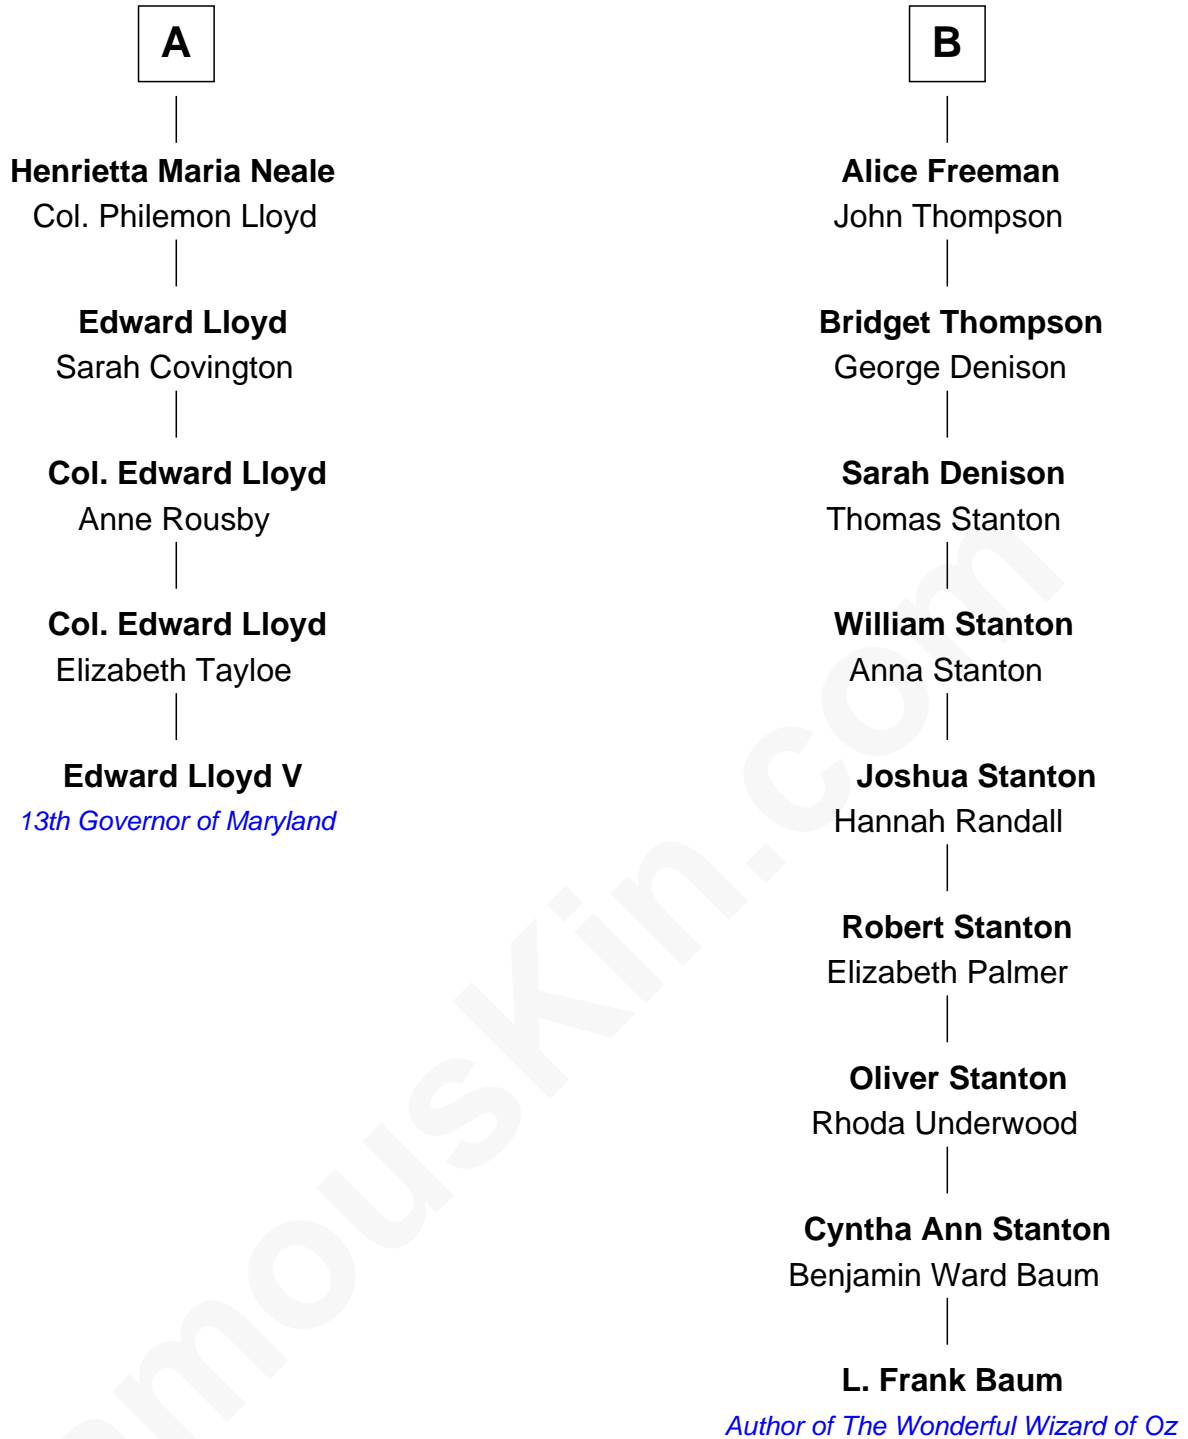 A
Henrietta Maria Neale
Col. Philemon Lloyd
Edward Lloyd
Sarah Covington
Col. Edward Lloyd
Anne Rousby
Col. Edward Lloyd
Elizabeth Tayloe
Edward Lloyd V
13th Governor of Maryland
B
Alice Freeman
John Thompson
Bridget Thompson
George Denison
Sarah Denison
Thomas Stanton
William Stanton
Anna Stanton
Joshua Stanton
Hannah Randall
Robert Stanton
Elizabeth Palmer
Oliver Stanton
Rhoda Underwood
Cyntha Ann Stanton
Benjamin Ward Baum
L. Frank Baum
Author of The Wonderful Wizard of Oz
amousKin.com